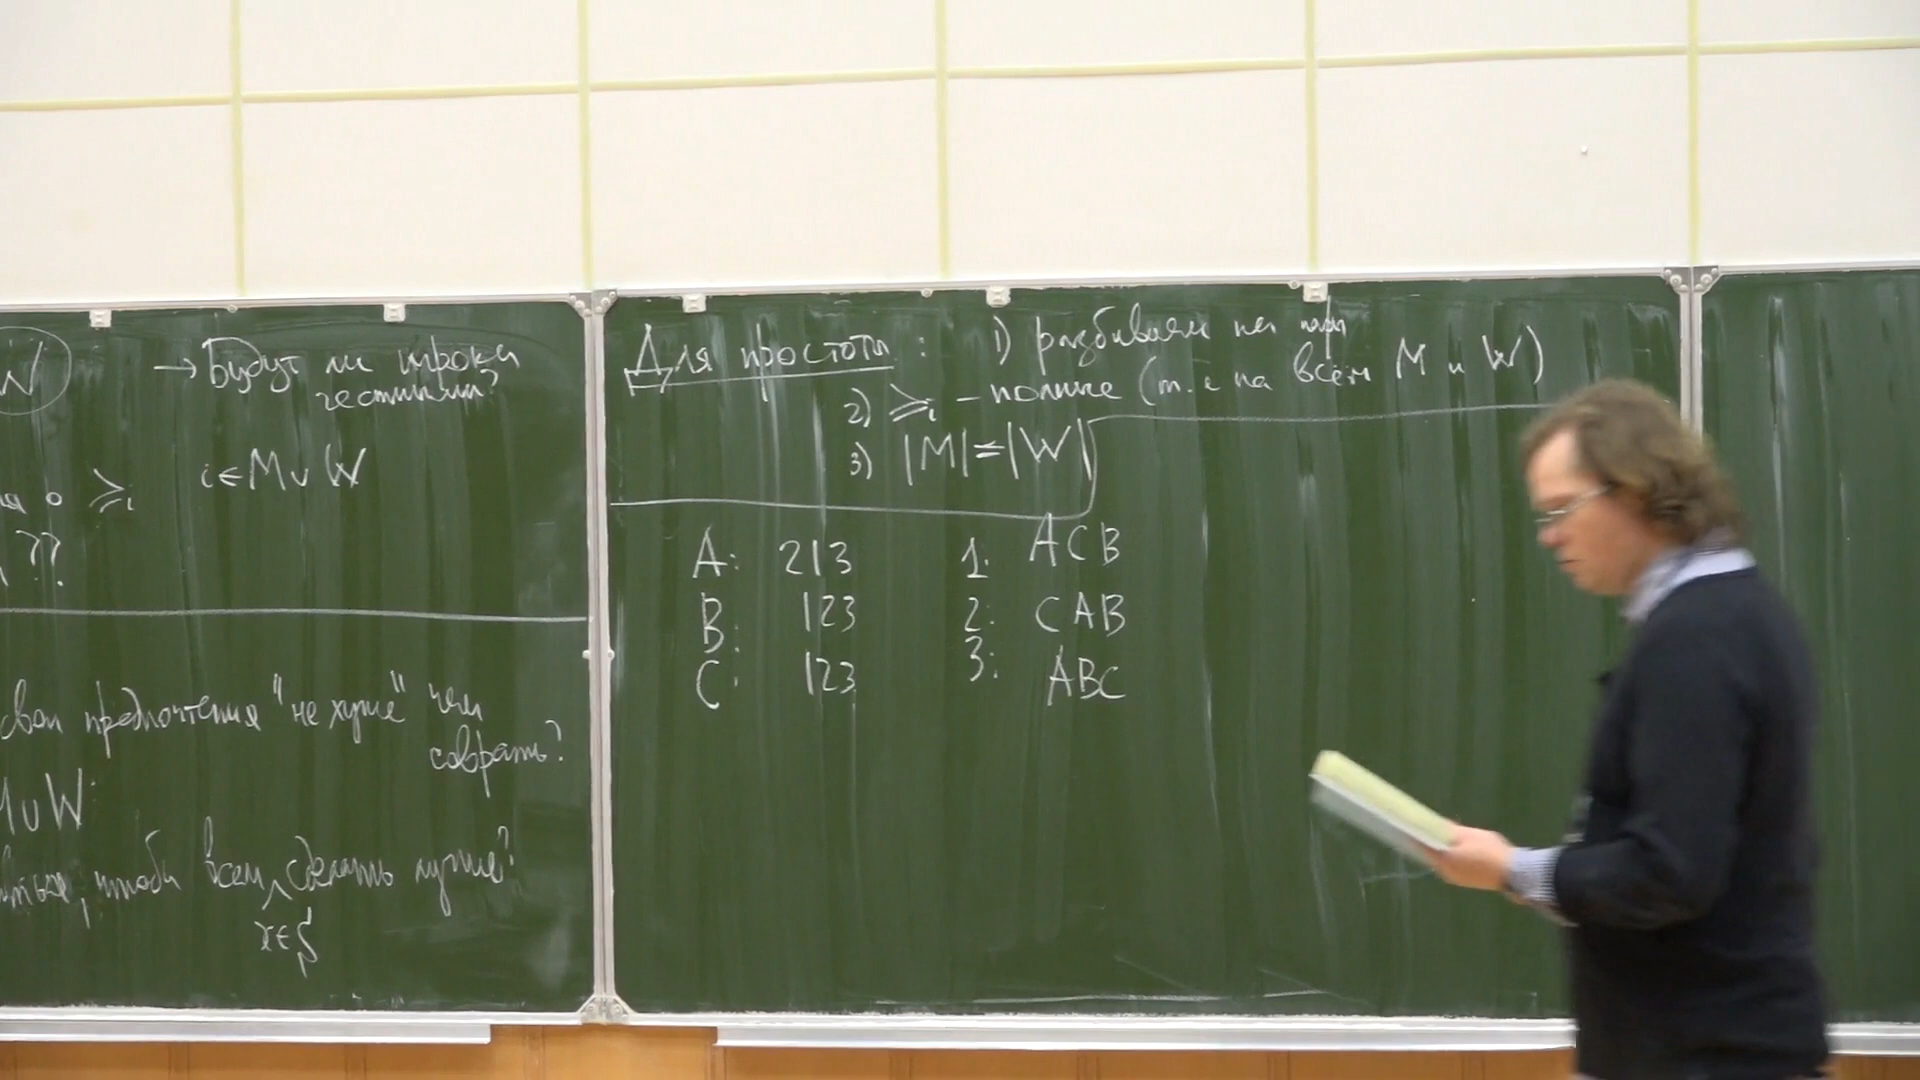 W
→ Будут ли игроки
честными?
i ∈ M ∪ W
о ≽i
??
свои предпочтения "не хуже" чем
соврать?
M ∪ W
чтобы всем сделать лучше?
x ∈ S
Для простоты: 1) разбиваем на пары
2) ≽i – полные (т.е на всём M и W)
3) |M| = |W|
A: 213 1: ACB
B: 123 2: CAB
C: 123 3: ABC